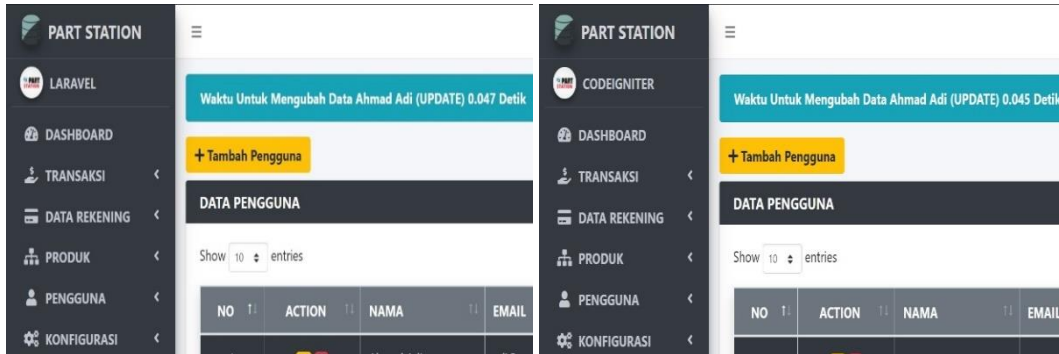 PART STATION
LARAVEL
DASHBOARD
TRANSAKSI
DATA REKENING
PRODUK
PENGGUNA
KONFIGURASI
Waktu Untuk Mengubah Data Ahmad Adi (UPDATE) 0.047 Detik
+ Tambah Pengguna
DATA PENGGUNA
Show 10 entries
NO ACTION NAMA EMAIL
PART STATION
CODEIGNITER
DASHBOARD
TRANSAKSI
DATA REKENING
PRODUK
PENGGUNA
KONFIGURASI
Waktu Untuk Mengubah Data Ahmad Adi (UPDATE) 0.045 Detik
+ Tambah Pengguna
DATA PENGGUNA
Show 10 entries
NO ACTION NAMA EMAIL